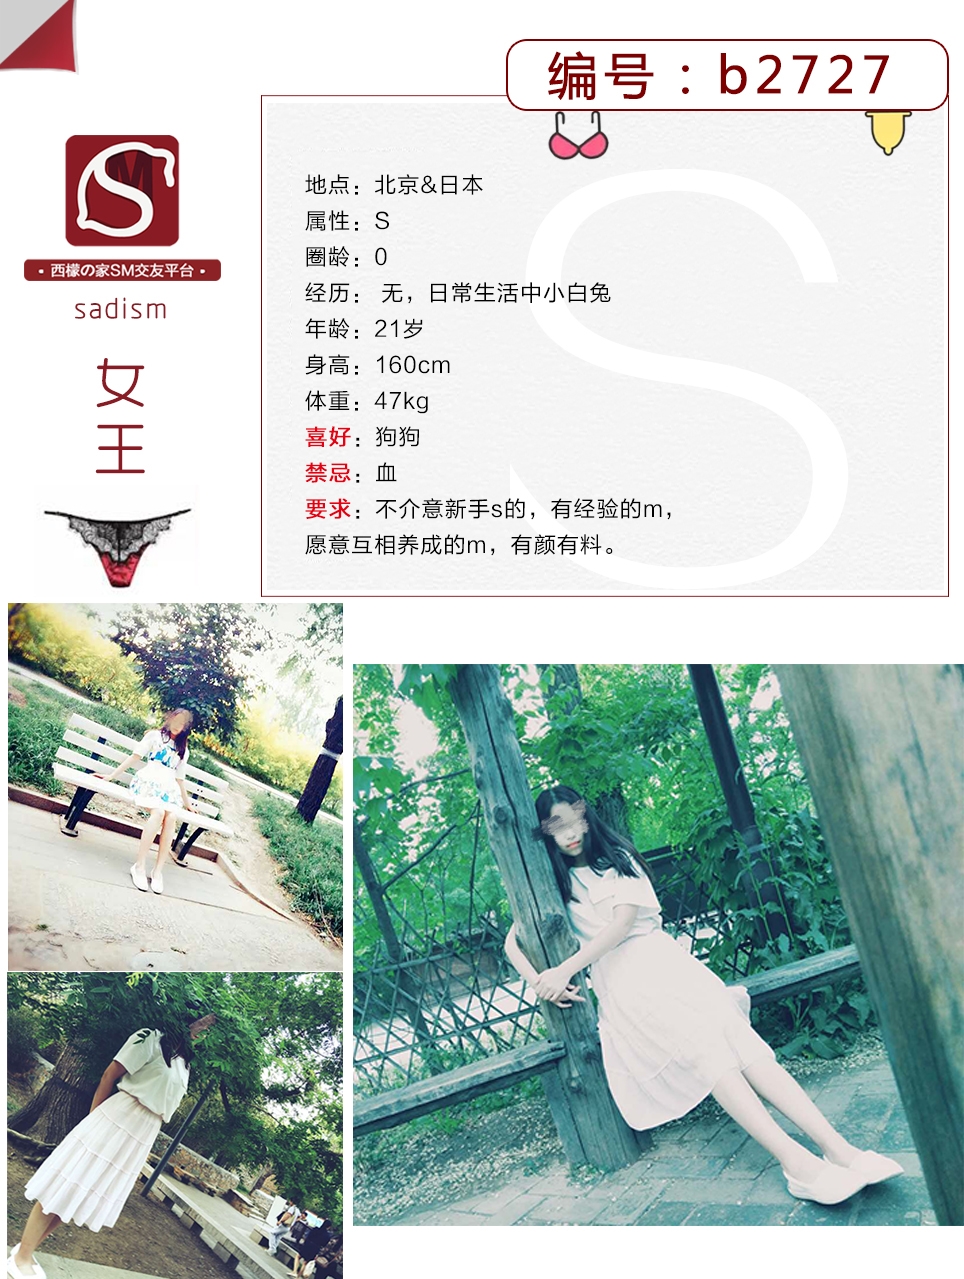 编号：b2727
SM
·西檬の家SM交友平台·
sadism
女
王
地点：北京&日本
属性：S
圈龄：0
经历： 无，日常生活中小白兔
年龄：21岁
身高：160cm
体重：47kg
喜好：狗狗
禁忌：血
要求：不介意新手s的，有经验的m，
愿意互相养成的m，有颜有料。
S